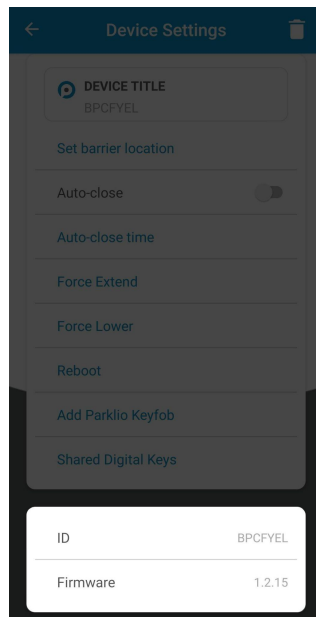 Device Settings
DEVICE TITLE
BPCFYEL
Set barrier location
Auto-close
Auto-close time
Force Extend
Force Lower
Reboot
Add Parklio Keyfob
Shared Digital Keys
ID BPCFYEL
Firmware 1.2.15